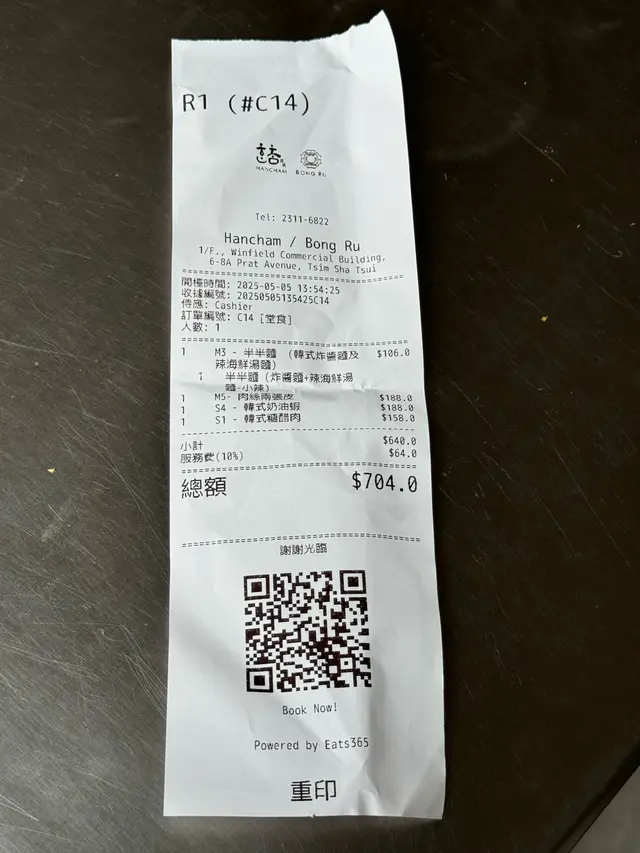 R1 (#C14)
HANCHAM BONG RU
Tel: 2311-6822
Hancham / Bong Ru
1/F., Winfield Commercial Building,
6-8A Prat Avenue, Tsim Sha Tsui
開檯時間: 2025-05-05 13:54:25
收據編號: 20250505135425C14
侍應: Cashier
訂單編號: C14 [堂食]
人數: 1
1 M3 - 半半麵 (韓式炸醬麵及 $106.0
辣海鮮湯麵)
1 半半麵 (炸醬麵+辣海鮮湯
麵-小辣)
1 M5- 肉絲兩張皮 $188.0
1 S4 - 韓式奶油蝦 $188.0
1 S1 - 韓式糖醋肉 $158.0
小計 $640.0
服務費(10%) $64.0
總額 $704.0
謝謝光臨
Book Now!
Powered by Eats365
重印